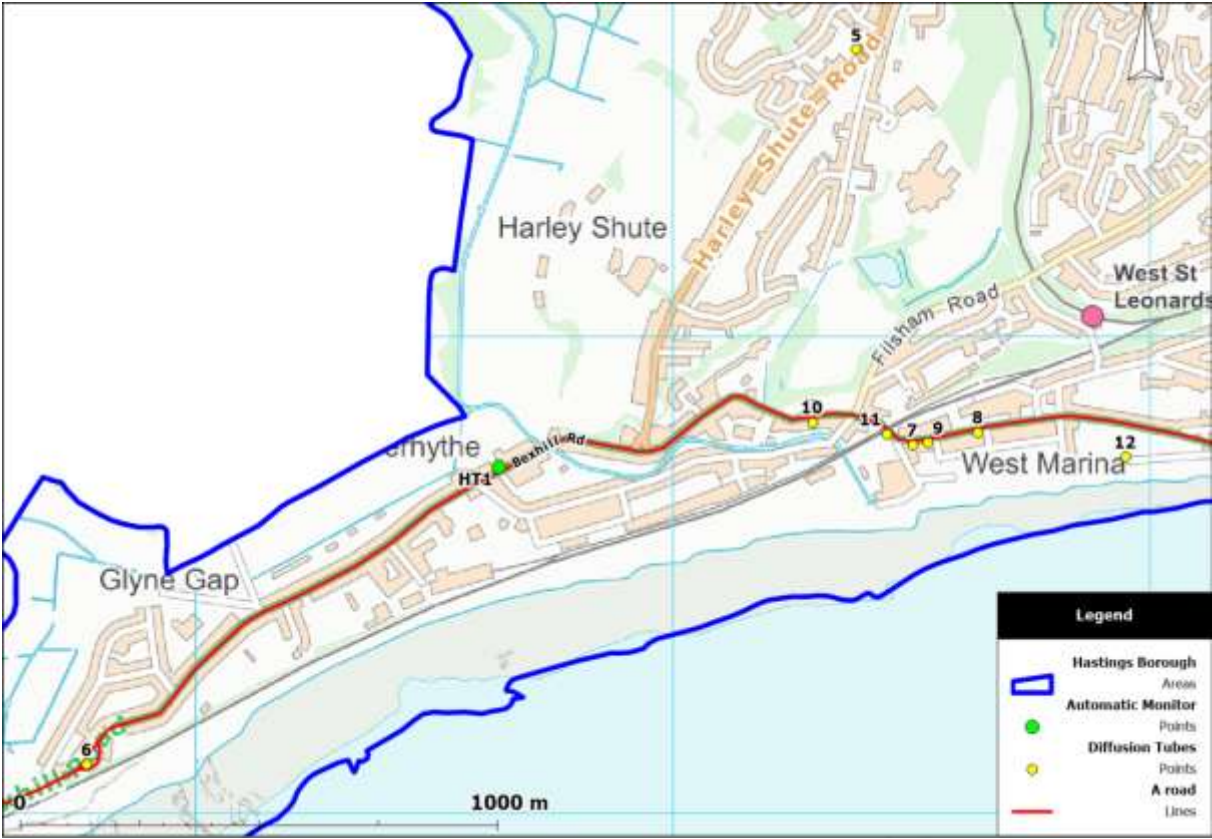 5
Harley Shute Road
Harley Shute
West St
Leonards
Filsham Road
10
11
7
9
8
12
West Marina
Bexhill Rd
HT1
Glyne Gap
6
0
1000 m
Legend
Hastings Borough
Areas
Automatic Monitor
Points
Diffusion Tubes
Points
A road
Lines